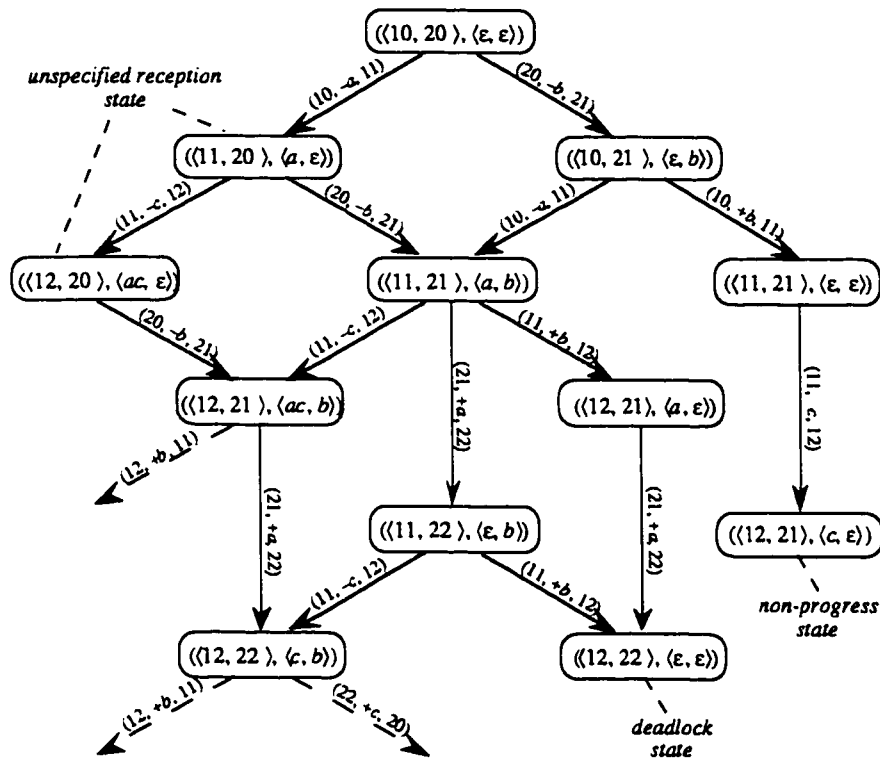 ((⟨10, 20 ⟩, ⟨ε, ε⟩)
unspecified reception
state
(10, -a, 11)
(20, -b, 21)
((⟨11, 20 ⟩, ⟨a, ε⟩)
((⟨10, 21 ⟩, ⟨ε, b⟩)
(11, -c, 12)
(20, -b, 21)
(10, -a, 11)
(10, +b, 11)
((⟨12, 20⟩, ⟨ac, ε⟩)
((⟨11, 21 ⟩, ⟨a, b⟩)
((⟨11, 21 ⟩, ⟨ε, ε⟩)
(20, -b, 21)
(11, -c, 12)
(21, +a, 22)
(11, +b, 12)
(11, c, 12)
((⟨12, 21 ⟩, ⟨ac, b⟩)
((⟨12, 21⟩, ⟨a, ε⟩)
(12, +b, 11)
(21, +a, 22)
(21, +a, 22)
((⟨11, 22 ⟩, ⟨ε, b⟩)
((⟨12, 21⟩, ⟨c, ε⟩)
(11, -c, 12)
(11, +b, 12)
non-progress
state
((⟨12, 22 ⟩, ⟨c, b⟩)
((⟨12, 22 ⟩, ⟨ε, ε⟩)
(12, +b, 11)
(22, +c, 20)
deadlock
state